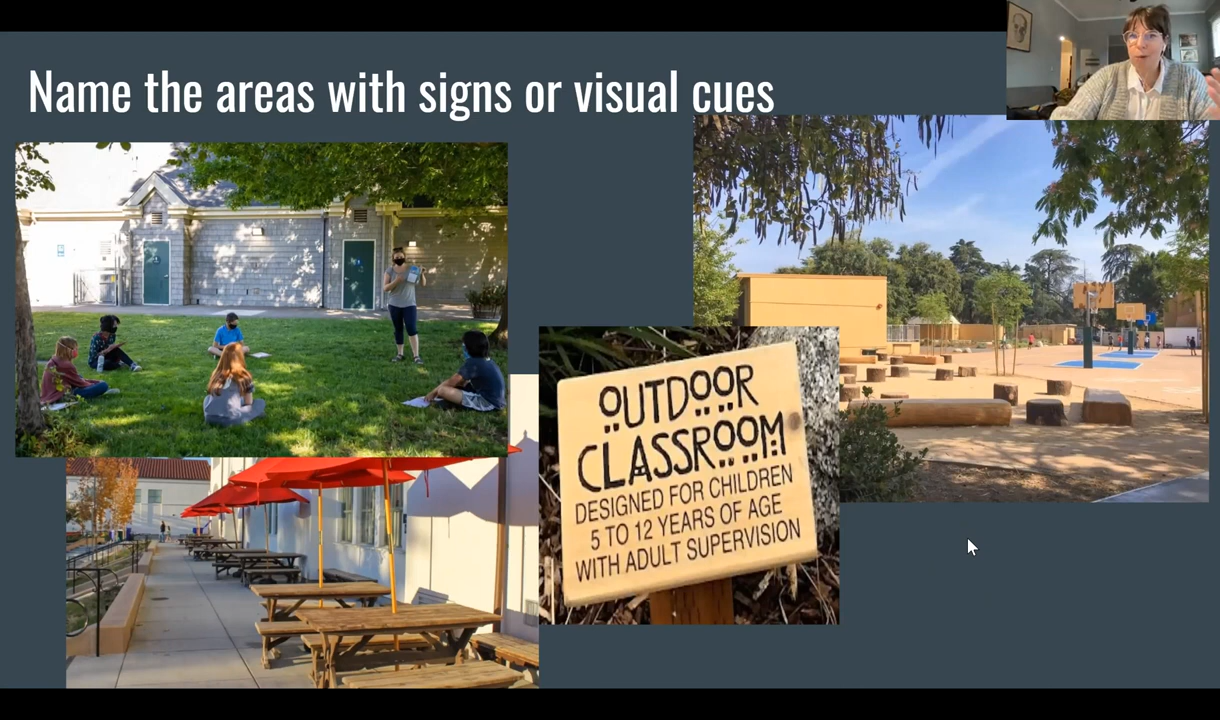 Name the areas with signs or visual cues
OUTDOOR
CLASSROOM
DESIGNED FOR CHILDREN
5 TO 12 YEARS OF AGE
WITH ADULT SUPERVISION